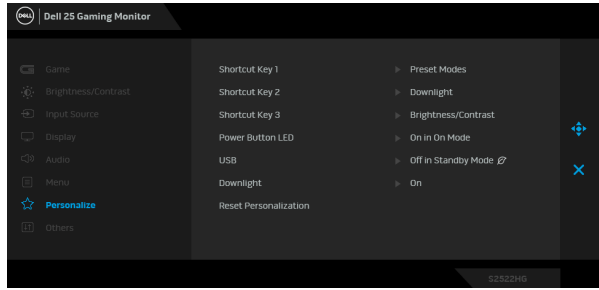 DELL Dell 25 Gaming Monitor
Game
Brightness/Contrast
Input Source
Display
Audio
Menu
Personalize
Others
Shortcut Key 1 Preset Modes
Shortcut Key 2 Downlight
Shortcut Key 3 Brightness/Contrast
Power Button LED On in On Mode
USB Off in Standby Mode
Downlight On
Reset Personalization
S2522HG